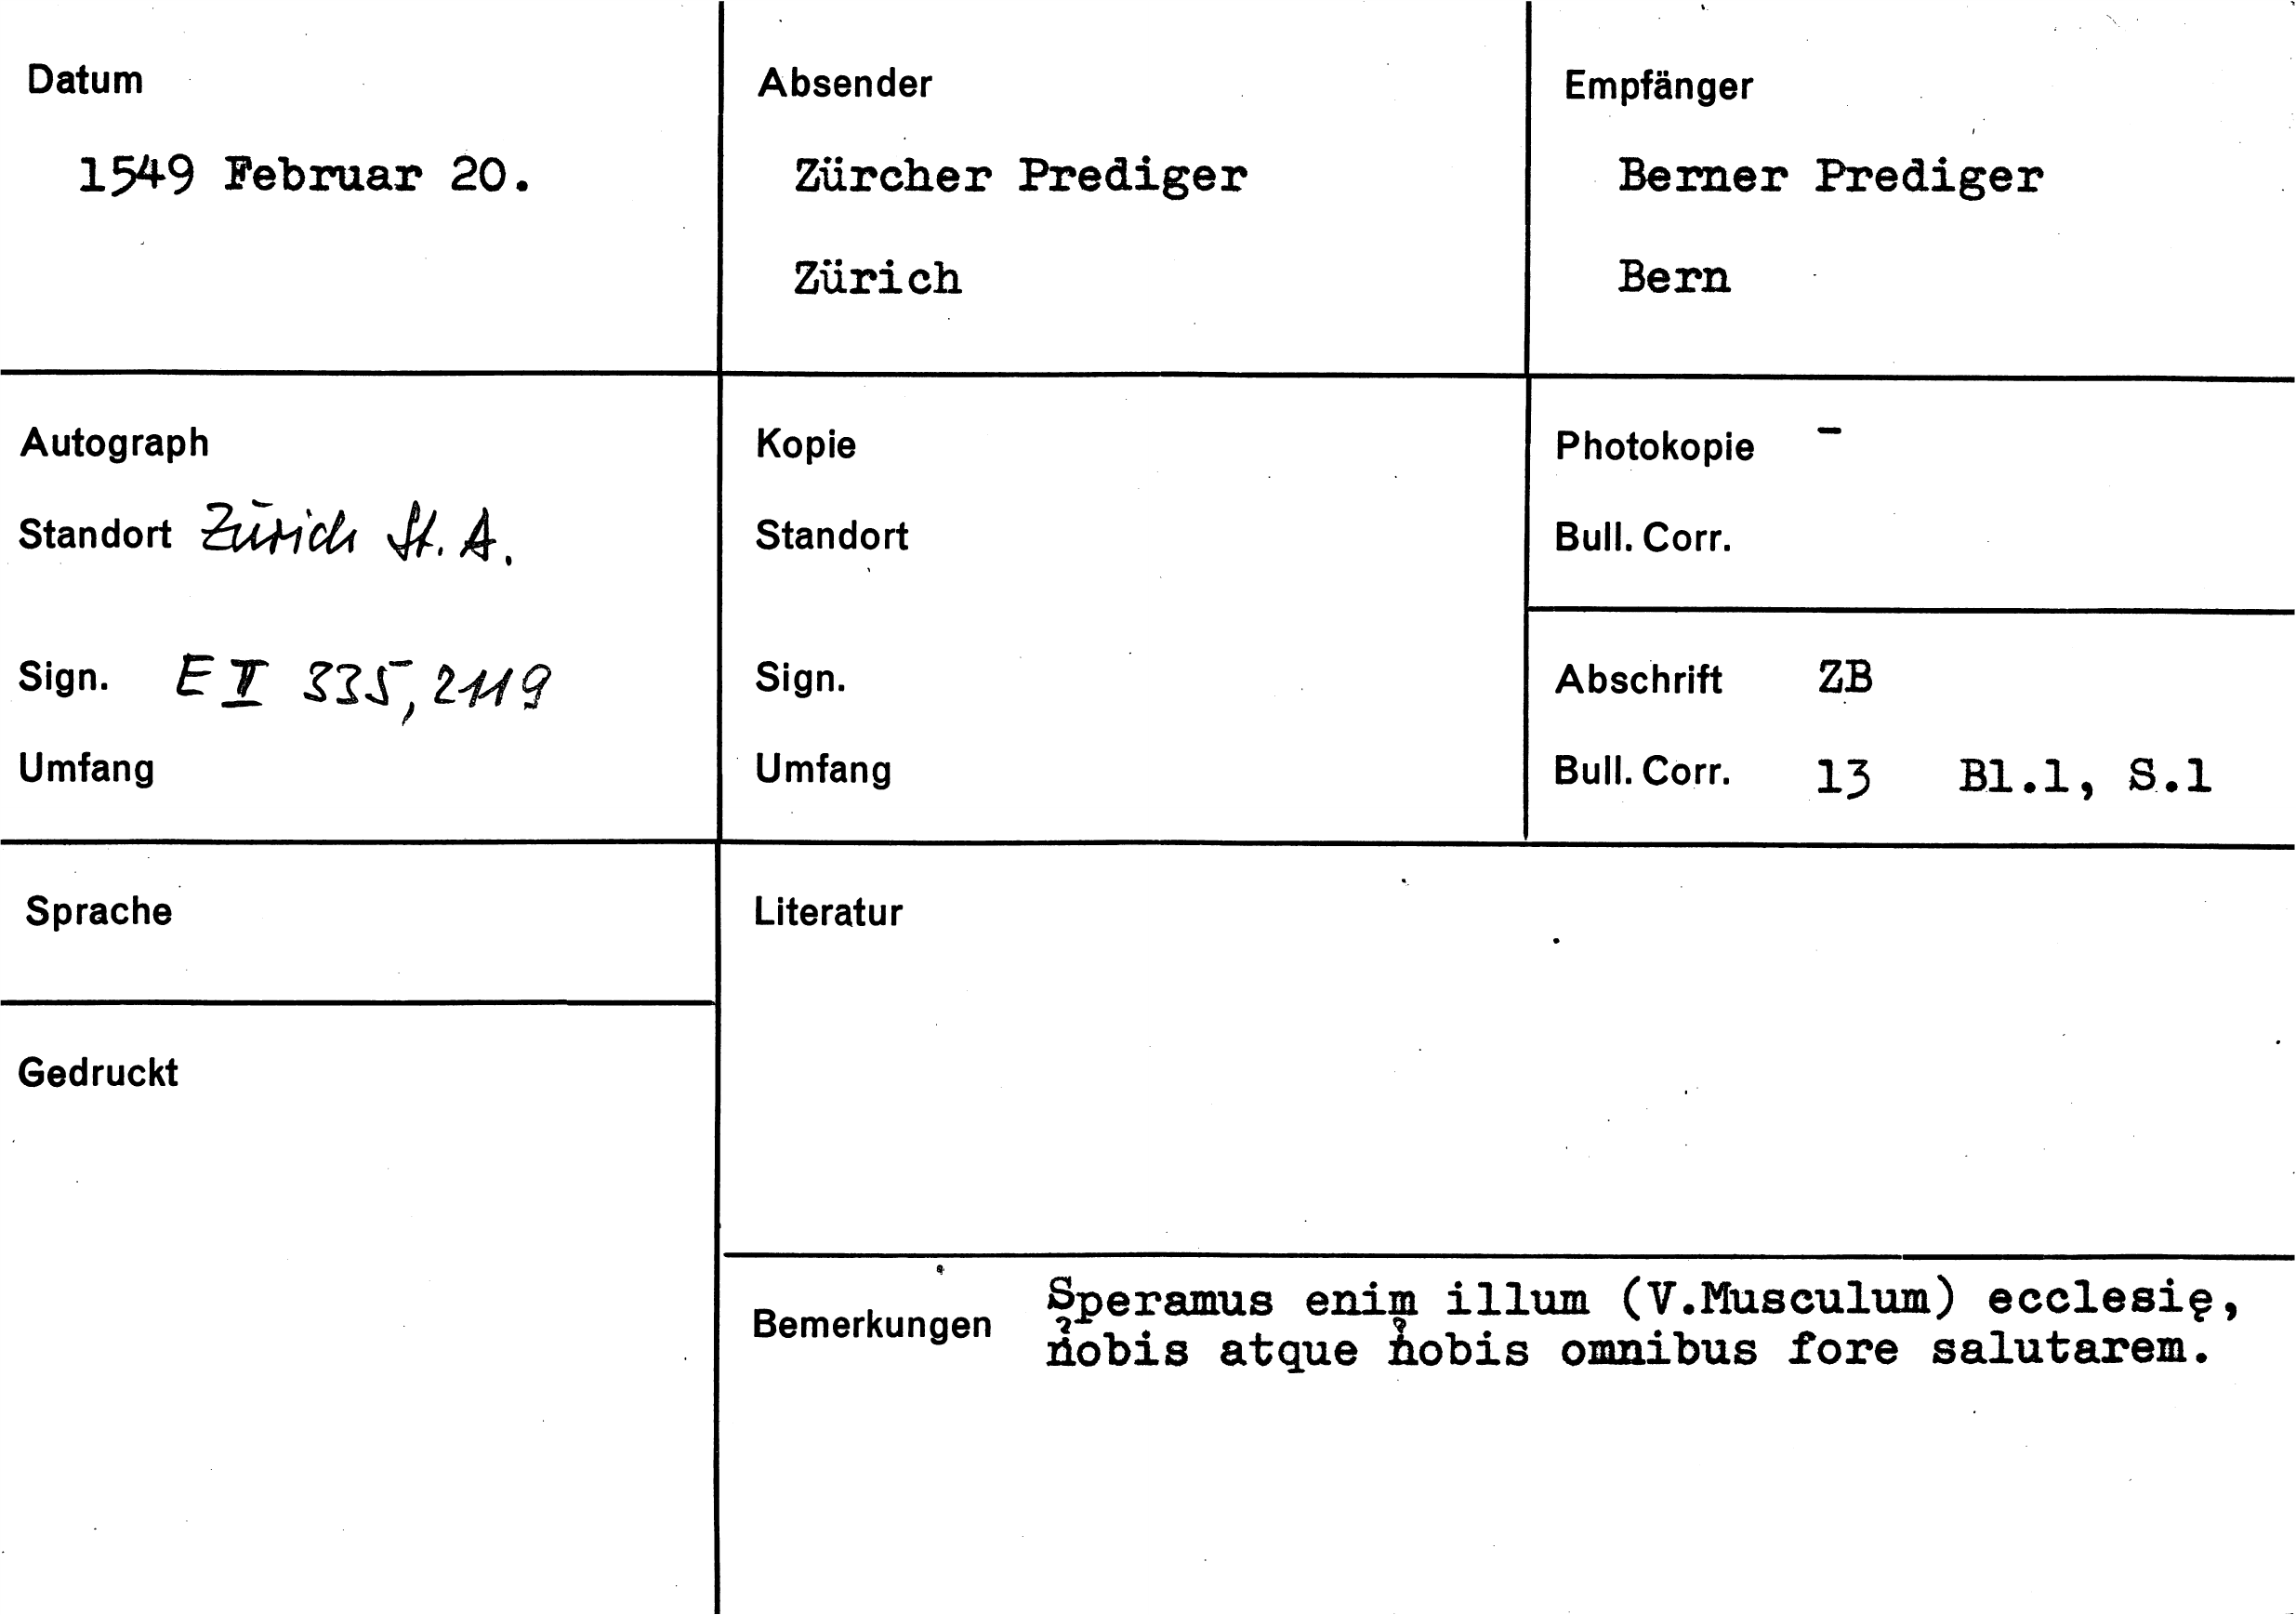 Datum
1549 Februar 20.
Absender
Zürcher Prediger
Zürich
Empfänger
Berner Prediger
Bern
Autograph
Standort Zürich St. A.
Sign. E II 335, 2119
Umfang
Kopie
Standort
Sign.
Umfang
Photokopie -
Bull. Corr.
Abschrift ZB
Bull. Corr. 13 Bl.1, S.1
Sprache
Gedruckt
Literatur
Bemerkungen
Speramus enim illum (V.Musculum) ecclesię,
nobis atque nobis omnibus fore salutarem.